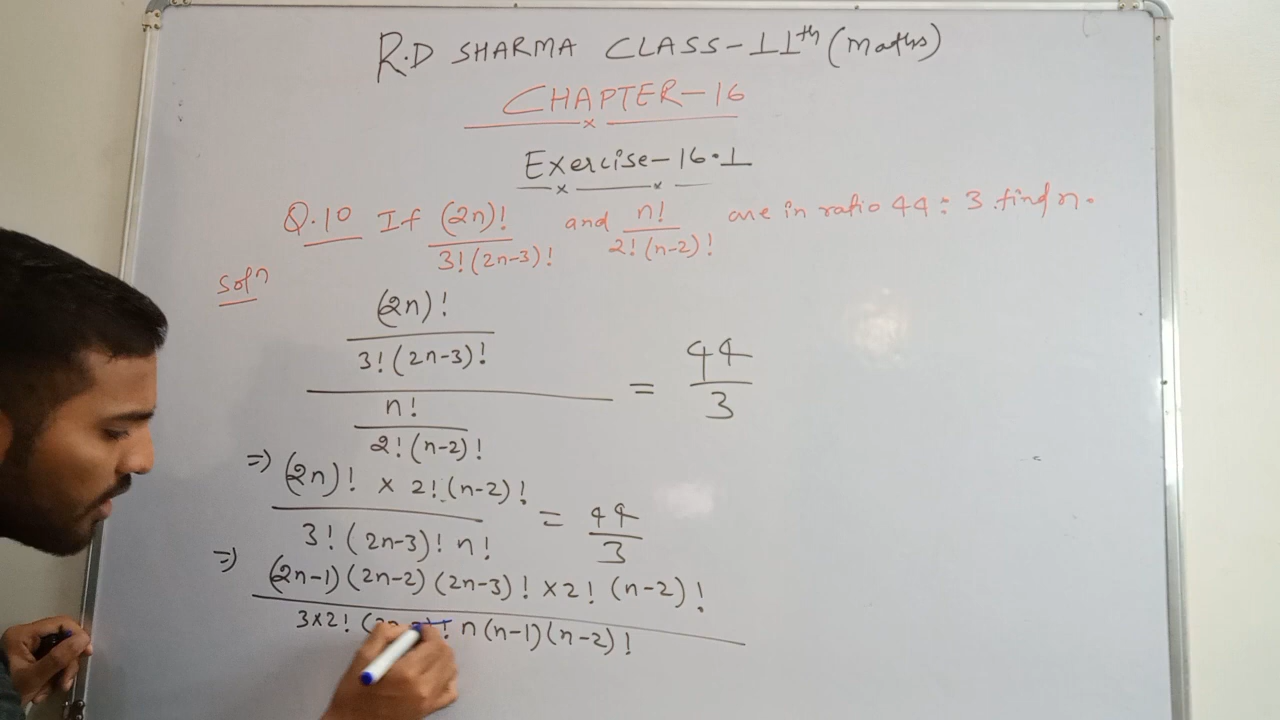 R.D SHARMA CLASS-11th (Maths)
CHAPTER-16
Exercise-16.1
Q.10 If (2n)!/3!(2n-3)! and n!/2!(n-2)! are in ratio 44:3 find n.
Soln
(2n)!
3!(2n-3)!
n!
2!(n-2)!
= 44/3
=) (2n)! × 2!(n-2)!
3!(2n-3)! n!
= 44/3
=) (2n-1)(2n-2)(2n-3)! ×2! (n-2)!
3×2! ( ! n(n-1)(n-2)!